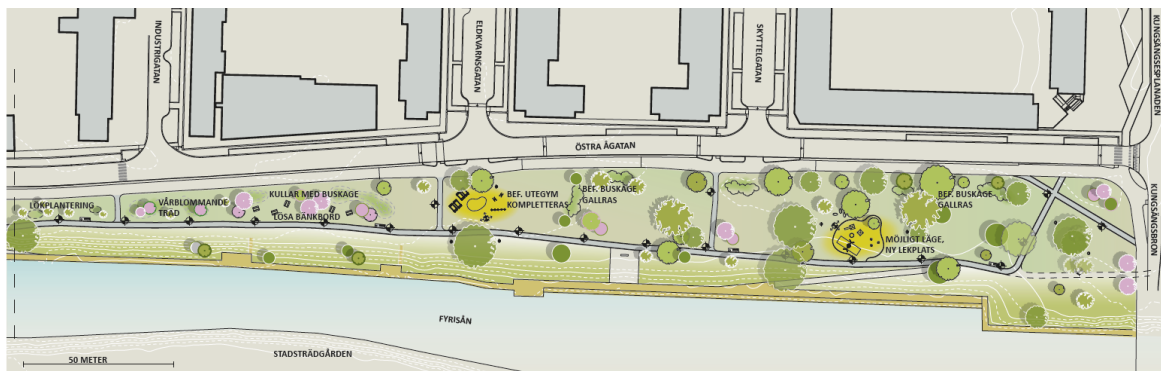 INDUSTRIGATAN
ELDKVARNSGATAN
SKYTTELGATAN
KUNGSÄNGSESPLANADEN
ÖSTRA ÅGATAN
LÖKPLANTERING
VÅRBLOMMANDE
TRÄD
KULLAR MED BUSKAGE
LÖSA BÄNKBORD
BEF. UTEGYM
KOMPLETTERAS
BEF. BUSKAGE
GALLRAS
BEF. BUSKAGE
GALLRAS
MÖJLIGT LÄGE,
NY LEKPLATS
KUNGSÄNGSBRON
FYRISÅN
STADSTRÄDGÅRDEN
50 METER